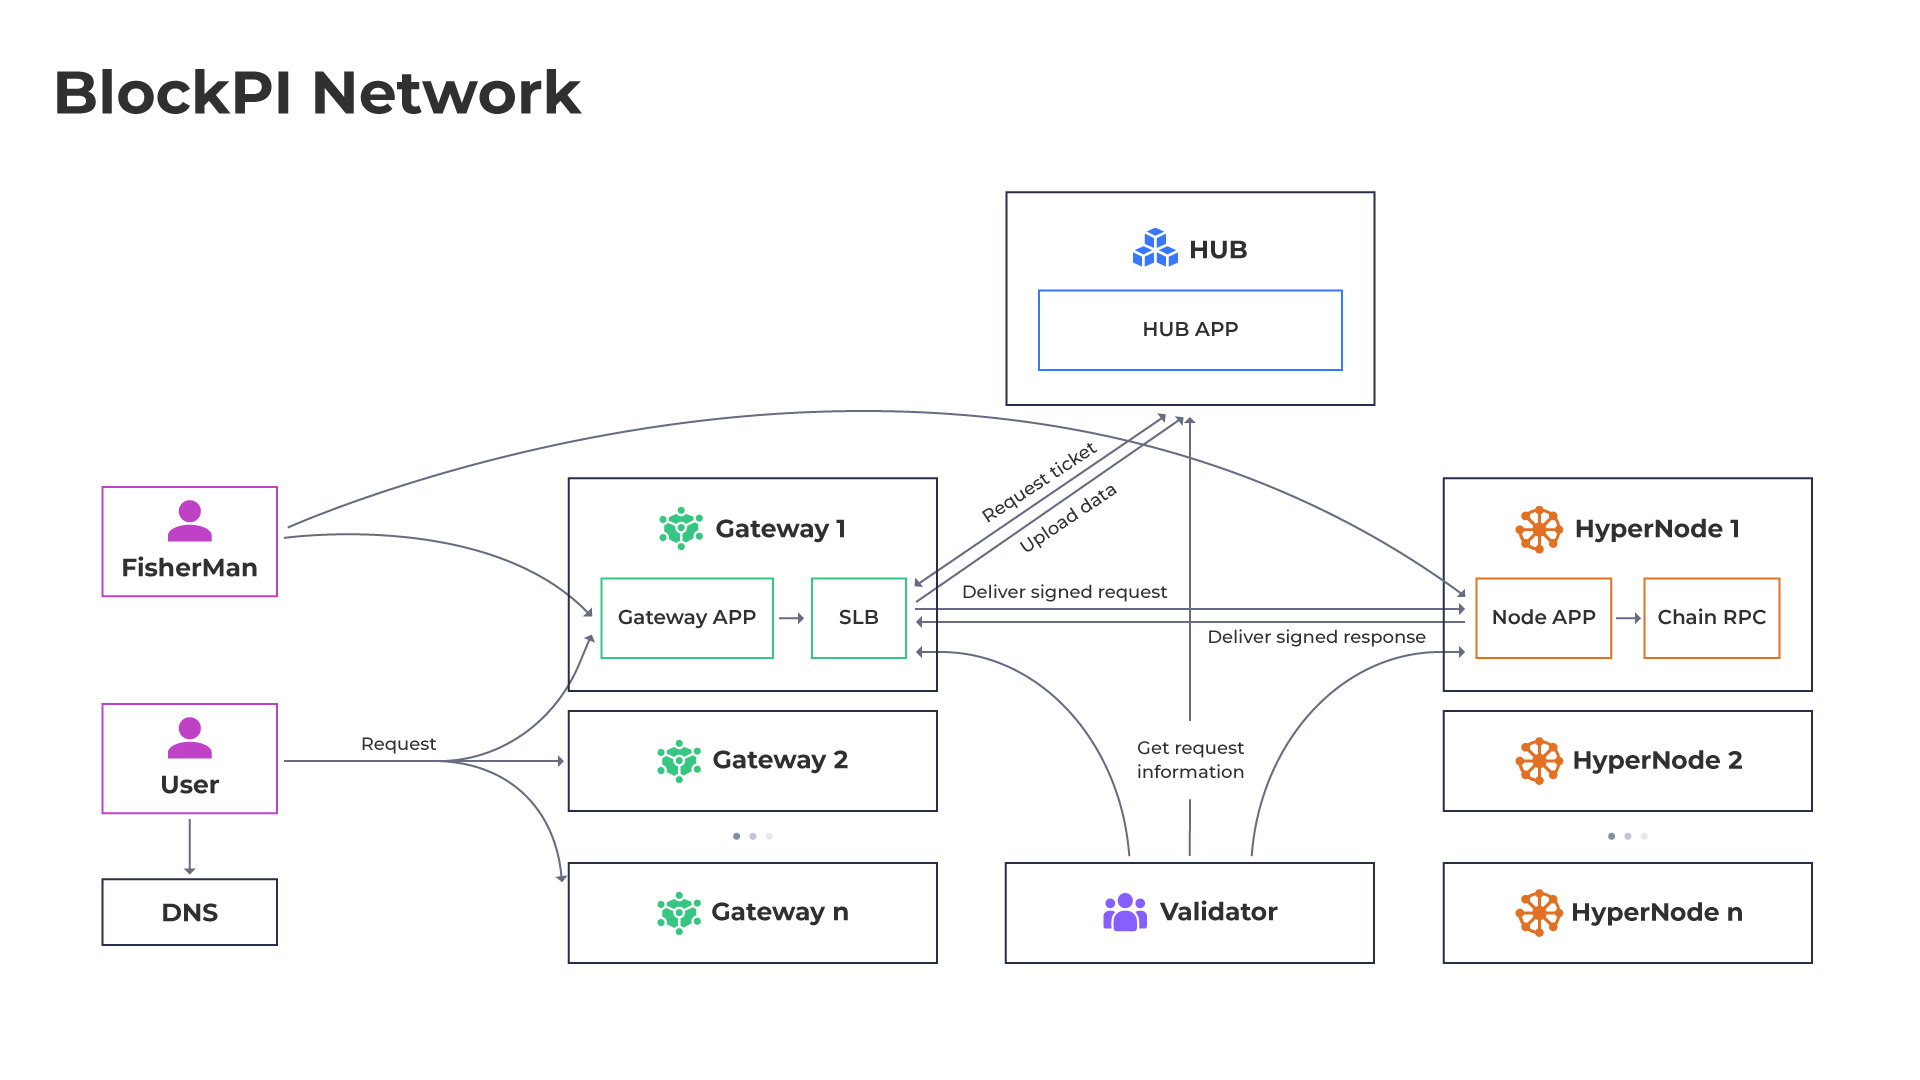 BlockPI Network
HUB
HUB APP
Request ticket
Upload data
FisherMan
Gateway 1
Gateway APP
SLB
Deliver signed request
Deliver signed response
HyperNode 1
Node APP
Chain RPC
User
Request
Gateway 2
Get request
information
HyperNode 2
DNS
Gateway n
Validator
HyperNode n